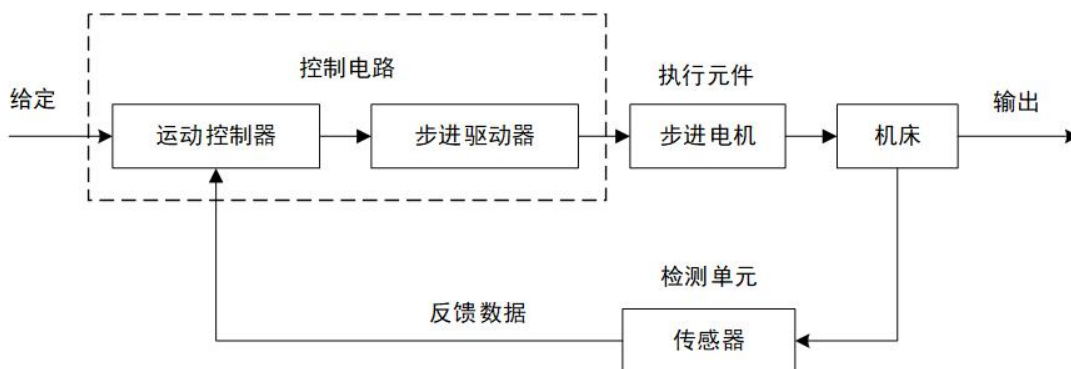 控制电路
执行元件
给定
输出
运动控制器
步进驱动器
步进电机
机床
检测单元
反馈数据
传感器